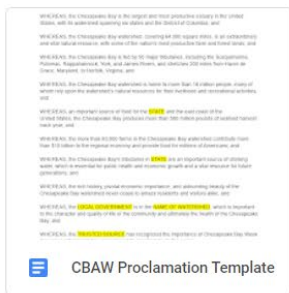 WHEREAS, the Chesapeake Bay is the largest and most productive estuary in the United
States, with its watershed spanning six states and the District of Columbia; and
WHEREAS, the Chesapeake Bay watershed, covering 64,000 square miles, is an extraordinary
and vital natural resource, with some of the nation's most productive farm and forest lands; and
WHEREAS, the Chesapeake Bay is fed by 50 major tributaries, including the Susquehanna,
Potomac, Rappahannock, York, and James Rivers, and stretches 200 miles from Havre de
Grace, Maryland, to Norfolk, Virginia; and
WHEREAS, the Chesapeake Bay watershed is home to more than 18 million people, many of
whom rely upon the watershed's natural resources for their livelihood and recreational activities;
and
WHEREAS, an important source of food for the STATE and the east coast of the
United States, the Chesapeake Bay produces more than 500 million pounds of seafood harvest
each year; and
WHEREAS, the more than 83,000 farms in the Chesapeake Bay watershed contribute more
than $10 billion to the regional economy and provide food for millions of Americans; and
WHEREAS, the Chesapeake Bay's tributaries in STATE are an important source of drinking
water, which is essential for public health and economic growth and a vital resource for future
generations; and
WHEREAS, the rich history, pivotal economic importance, and astounding beauty of the
Chesapeake Bay watershed never cease to amaze residents and visitors alike; and
WHEREAS, the LOCAL GOVERNMENT is in the NAME OF WATERSHED, which is important
to the character and quality of life in the community and ultimately the health of the Chesapeake
Bay; and
WHEREAS, the TRUSTED SOURCE has recognized the importance of Chesapeake Bay Week
CBAW Proclamation Template